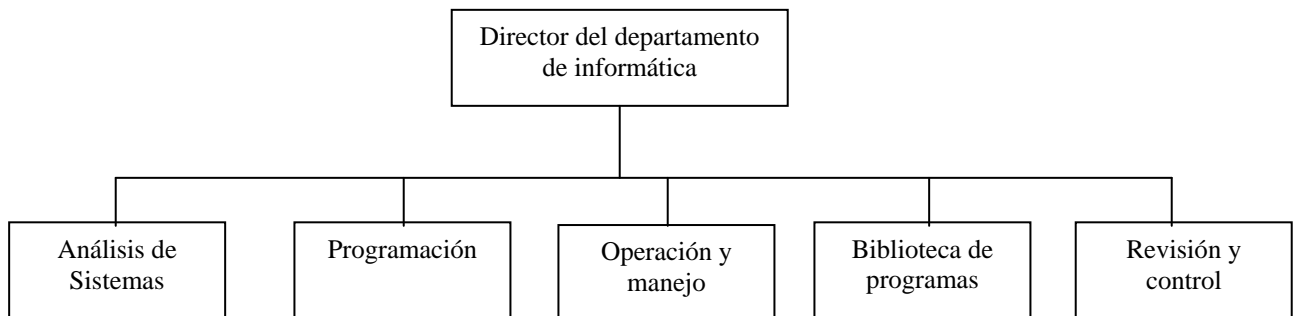 Director del departamento
de informática
Análisis de
Sistemas
Programación
Operación y
manejo
Biblioteca de
programas
Revisión y
control